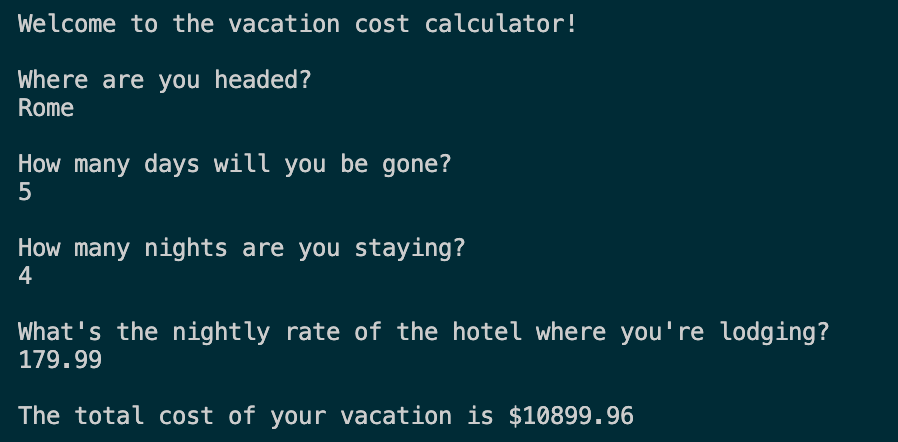 Welcome to the vacation cost calculator!
Where are you headed?
Rome
How many days will you be gone?
5
How many nights are you staying?
4
What's the nightly rate of the hotel where you're lodging?
179.99
The total cost of your vacation is $10899.96